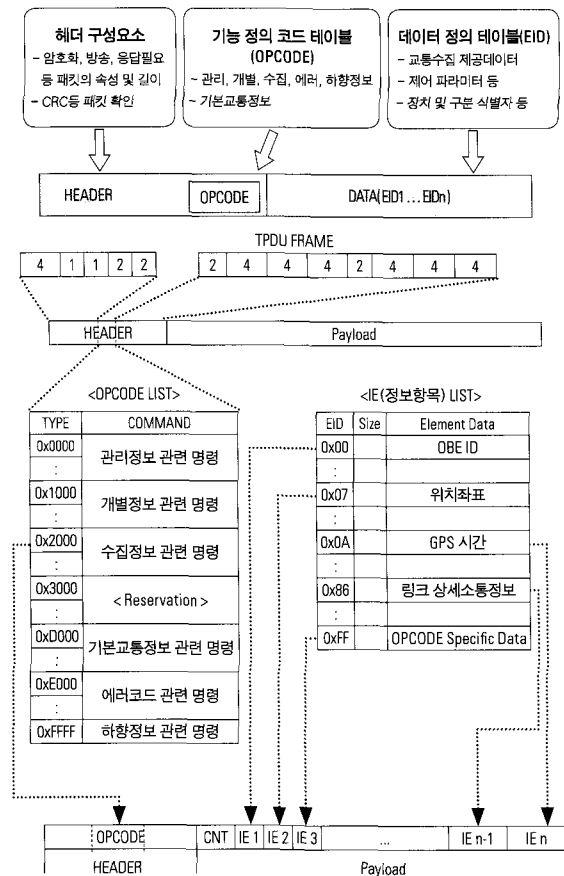 헤더 구성요소
– 암호화, 방송, 응답필요
등 패킷의 속성 및 길이
– CRC등 패킷 확인
기능 정의 코드 테이블
(OPCODE)
– 관리, 개별, 수집, 에러, 하향정보
– 기본교통정보
데이터 정의 테이블(EID)
– 교통수집 제공데이터
– 제어 파라미터 등
– 장치 및 구분 식별자 등
HEADER OPCODE DATA(EID1 ... EIDn)
TPDU FRAME
4 1 1 2 2 2 4 4 4 2 4 4 4
HEADER Payload
<OPCODE LIST>
TYPE COMMAND
0x0000 관리정보 관련 명령
:
0x1000 개별정보 관련 명령
:
0x2000 수집정보 관련 명령
:
0x3000 < Reservation >
:
0xD000 기본교통정보 관련 명령
:
0xE000 에러코드 관련 명령
:
0xFFFF 하향정보 관련 명령
<IE(정보항목) LIST>
EID Size Element Data
0x00 OBE ID
:
0x07 위치좌표
:
0x0A GPS 시간
:
0x86 링크 상세소통정보
:
0xFF OPCODE Specific Data
OPCODE CNT IE 1 IE 2 IE 3 ... IE n-1 IE n
HEADER Payload